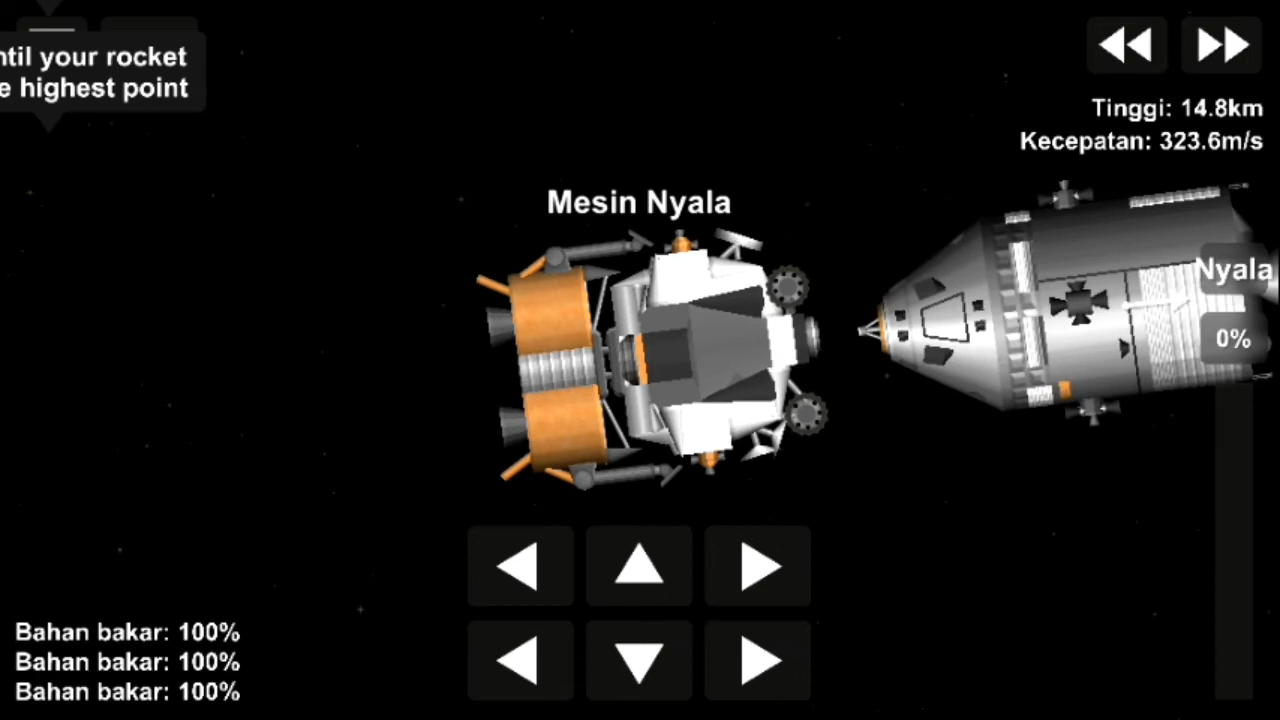 ntil your rocket
e highest point
Tinggi: 14.8km
Kecepatan: 323.6m/s
Mesin Nyala
Nyala
0%
Bahan bakar: 100%
Bahan bakar: 100%
Bahan bakar: 100%